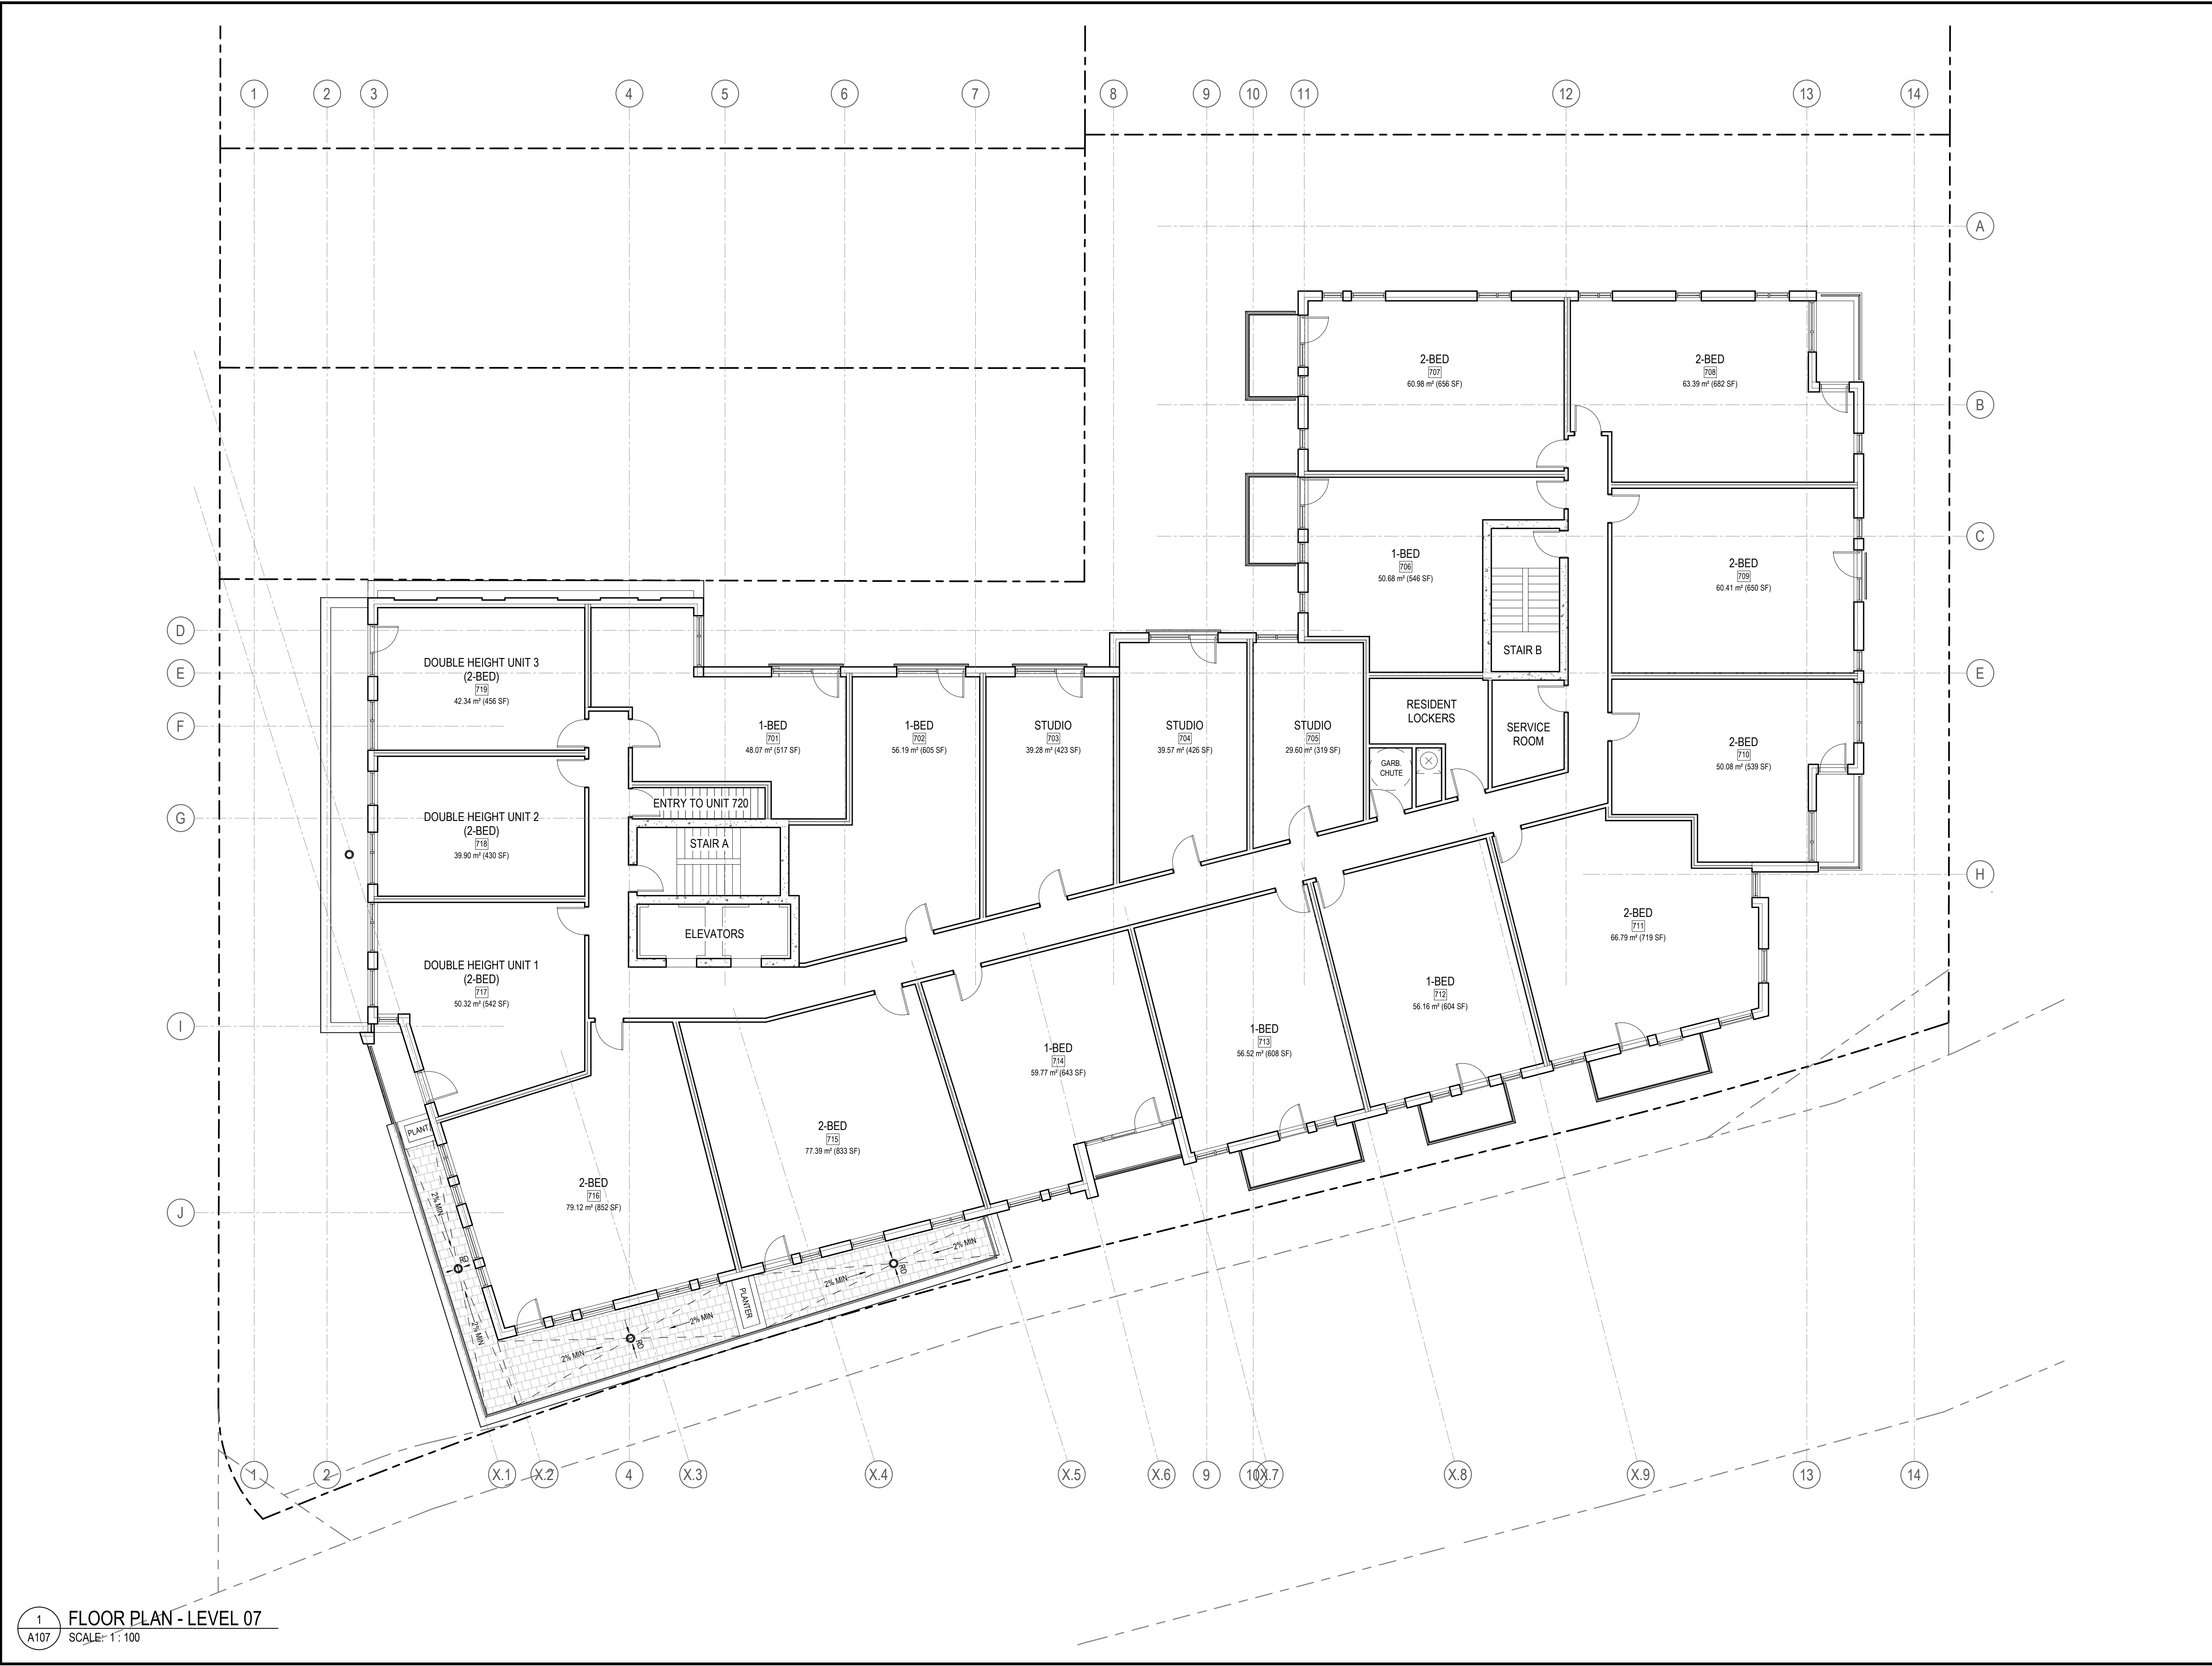 1
2
3
4
5
6
7
8
9
10
11
12
13
14
A
B
C
D
E
E
F
G
H
I
J
2-BED
707
60.98 m² (656 SF)
2-BED
708
63.39 m² (682 SF)
1-BED
706
50.68 m² (546 SF)
2-BED
709
60.41 m² (650 SF)
STAIR B
DOUBLE HEIGHT UNIT 3
(2-BED)
719
42.34 m² (456 SF)
1-BED
701
48.07 m² (517 SF)
1-BED
702
56.19 m² (605 SF)
STUDIO
703
39.28 m² (423 SF)
STUDIO
704
39.57 m² (426 SF)
STUDIO
705
29.60 m² (319 SF)
RESIDENT
LOCKERS
SERVICE
ROOM
GARB.
CHUTE
2-BED
710
50.08 m² (539 SF)
DOUBLE HEIGHT UNIT 2
(2-BED)
718
39.90 m² (430 SF)
ENTRY TO UNIT 720
STAIR A
ELEVATORS
DOUBLE HEIGHT UNIT 1
(2-BED)
717
50.32 m² (542 SF)
2-BED
711
66.79 m² (719 SF)
1-BED
712
56.16 m² (604 SF)
1-BED
713
56.52 m² (608 SF)
1-BED
714
59.77 m² (643 SF)
2-BED
715
77.39 m² (833 SF)
2-BED
716
79.12 m² (852 SF)
PLANT
2% MIN
RD
2% MIN
2% MIN
RD
2% MIN
PLANTER
2% MIN
RD
2% MIN
1
2
X.1
X.2
4
X.3
X.4
X.5
X.6
9
10
X.7
X.8
X.9
13
14
1
A107
FLOOR PLAN - LEVEL 07
SCALE: 1 : 100